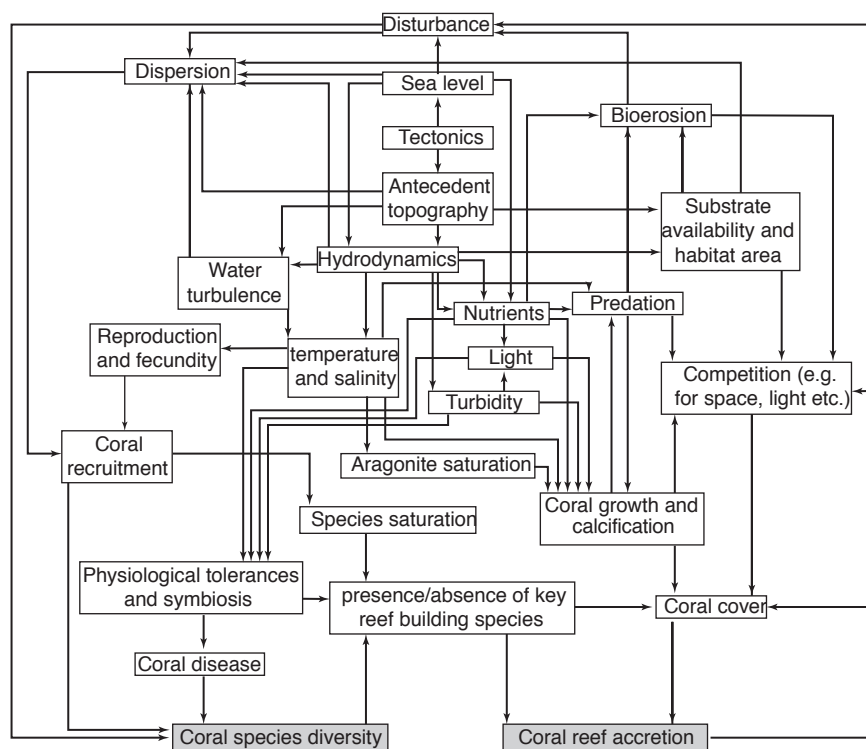 Disturbance
Dispersion
Sea level
Bioerosion
Tectonics
Antecedent
topography
Substrate
availability and
habitat area
Hydrodynamics
Water
turbulence
Nutrients
Predation
Reproduction
and fecundity
temperature
and salinity
Light
Competition (e.g.
for space, light etc.)
Turbidity
Coral
recruitment
Aragonite saturation
Coral growth and
calcification
Species saturation
Physiological tolerances
and symbiosis
presence/absence of key
reef building species
Coral cover
Coral disease
Coral species diversity
Coral reef accretion